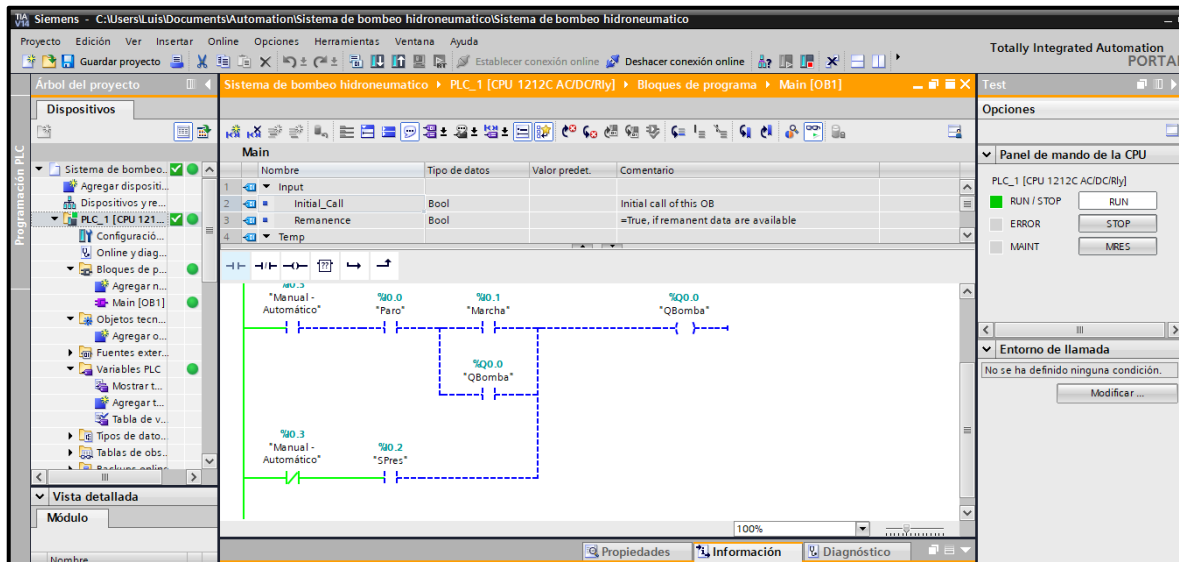 TIA V14 Siemens - C:\Users\Luis\Documents\Automation\Sistema de bombeo hidroneumatico\Sistema de bombeo hidroneumatico
Proyecto Edición Ver Insertar Online Opciones Herramientas Ventana Ayuda
Guardar proyecto Establecer conexión online Deshacer conexión online
Totally Integrated Automation
PORTAL
Árbol del proyecto
Dispositivos
Programación PLC
Sistema de bombeo..
Agregar dispositi...
Dispositivos y re...
PLC_1 [CPU 121...
Configuració...
Online y diag...
Bloques de p...
Agregar n...
Main [OB1]
Objetos tecn...
Agregar o...
Fuentes exter...
Variables PLC
Mostrar t...
Agregar t...
Tabla de v...
Tipos de dato...
Tablas de obs...
Backups online
Vista detallada
Módulo
Nombre
Sistema de bombeo hidroneumatico PLC_1 [CPU 1212C AC/DC/Rly] Bloques de programa Main [OB1]
Main
Nombre Tipo de datos Valor predet. Comentario
1 Input
2 Initial_Call Bool Initial call of this OB
3 Remanence Bool =True, if remanent data are available
4 Temp
??
%I0.3
"Manual - Automático"
%I0.0
"Paro"
%I0.1
"Marcha"
%Q0.0
"QBomba"
%Q0.0
"QBomba"
%I0.3
"Manual - Automático"
%I0.2
"SPres"
100%
Propiedades Información Diagnóstico
Test
Opciones
Panel de mando de la CPU
PLC_1 [CPU 1212C AC/DC/Rly]
RUN / STOP RUN
ERROR STOP
MAINT MRES
Entorno de llamada
No se ha definido ninguna condición.
Modificar ...